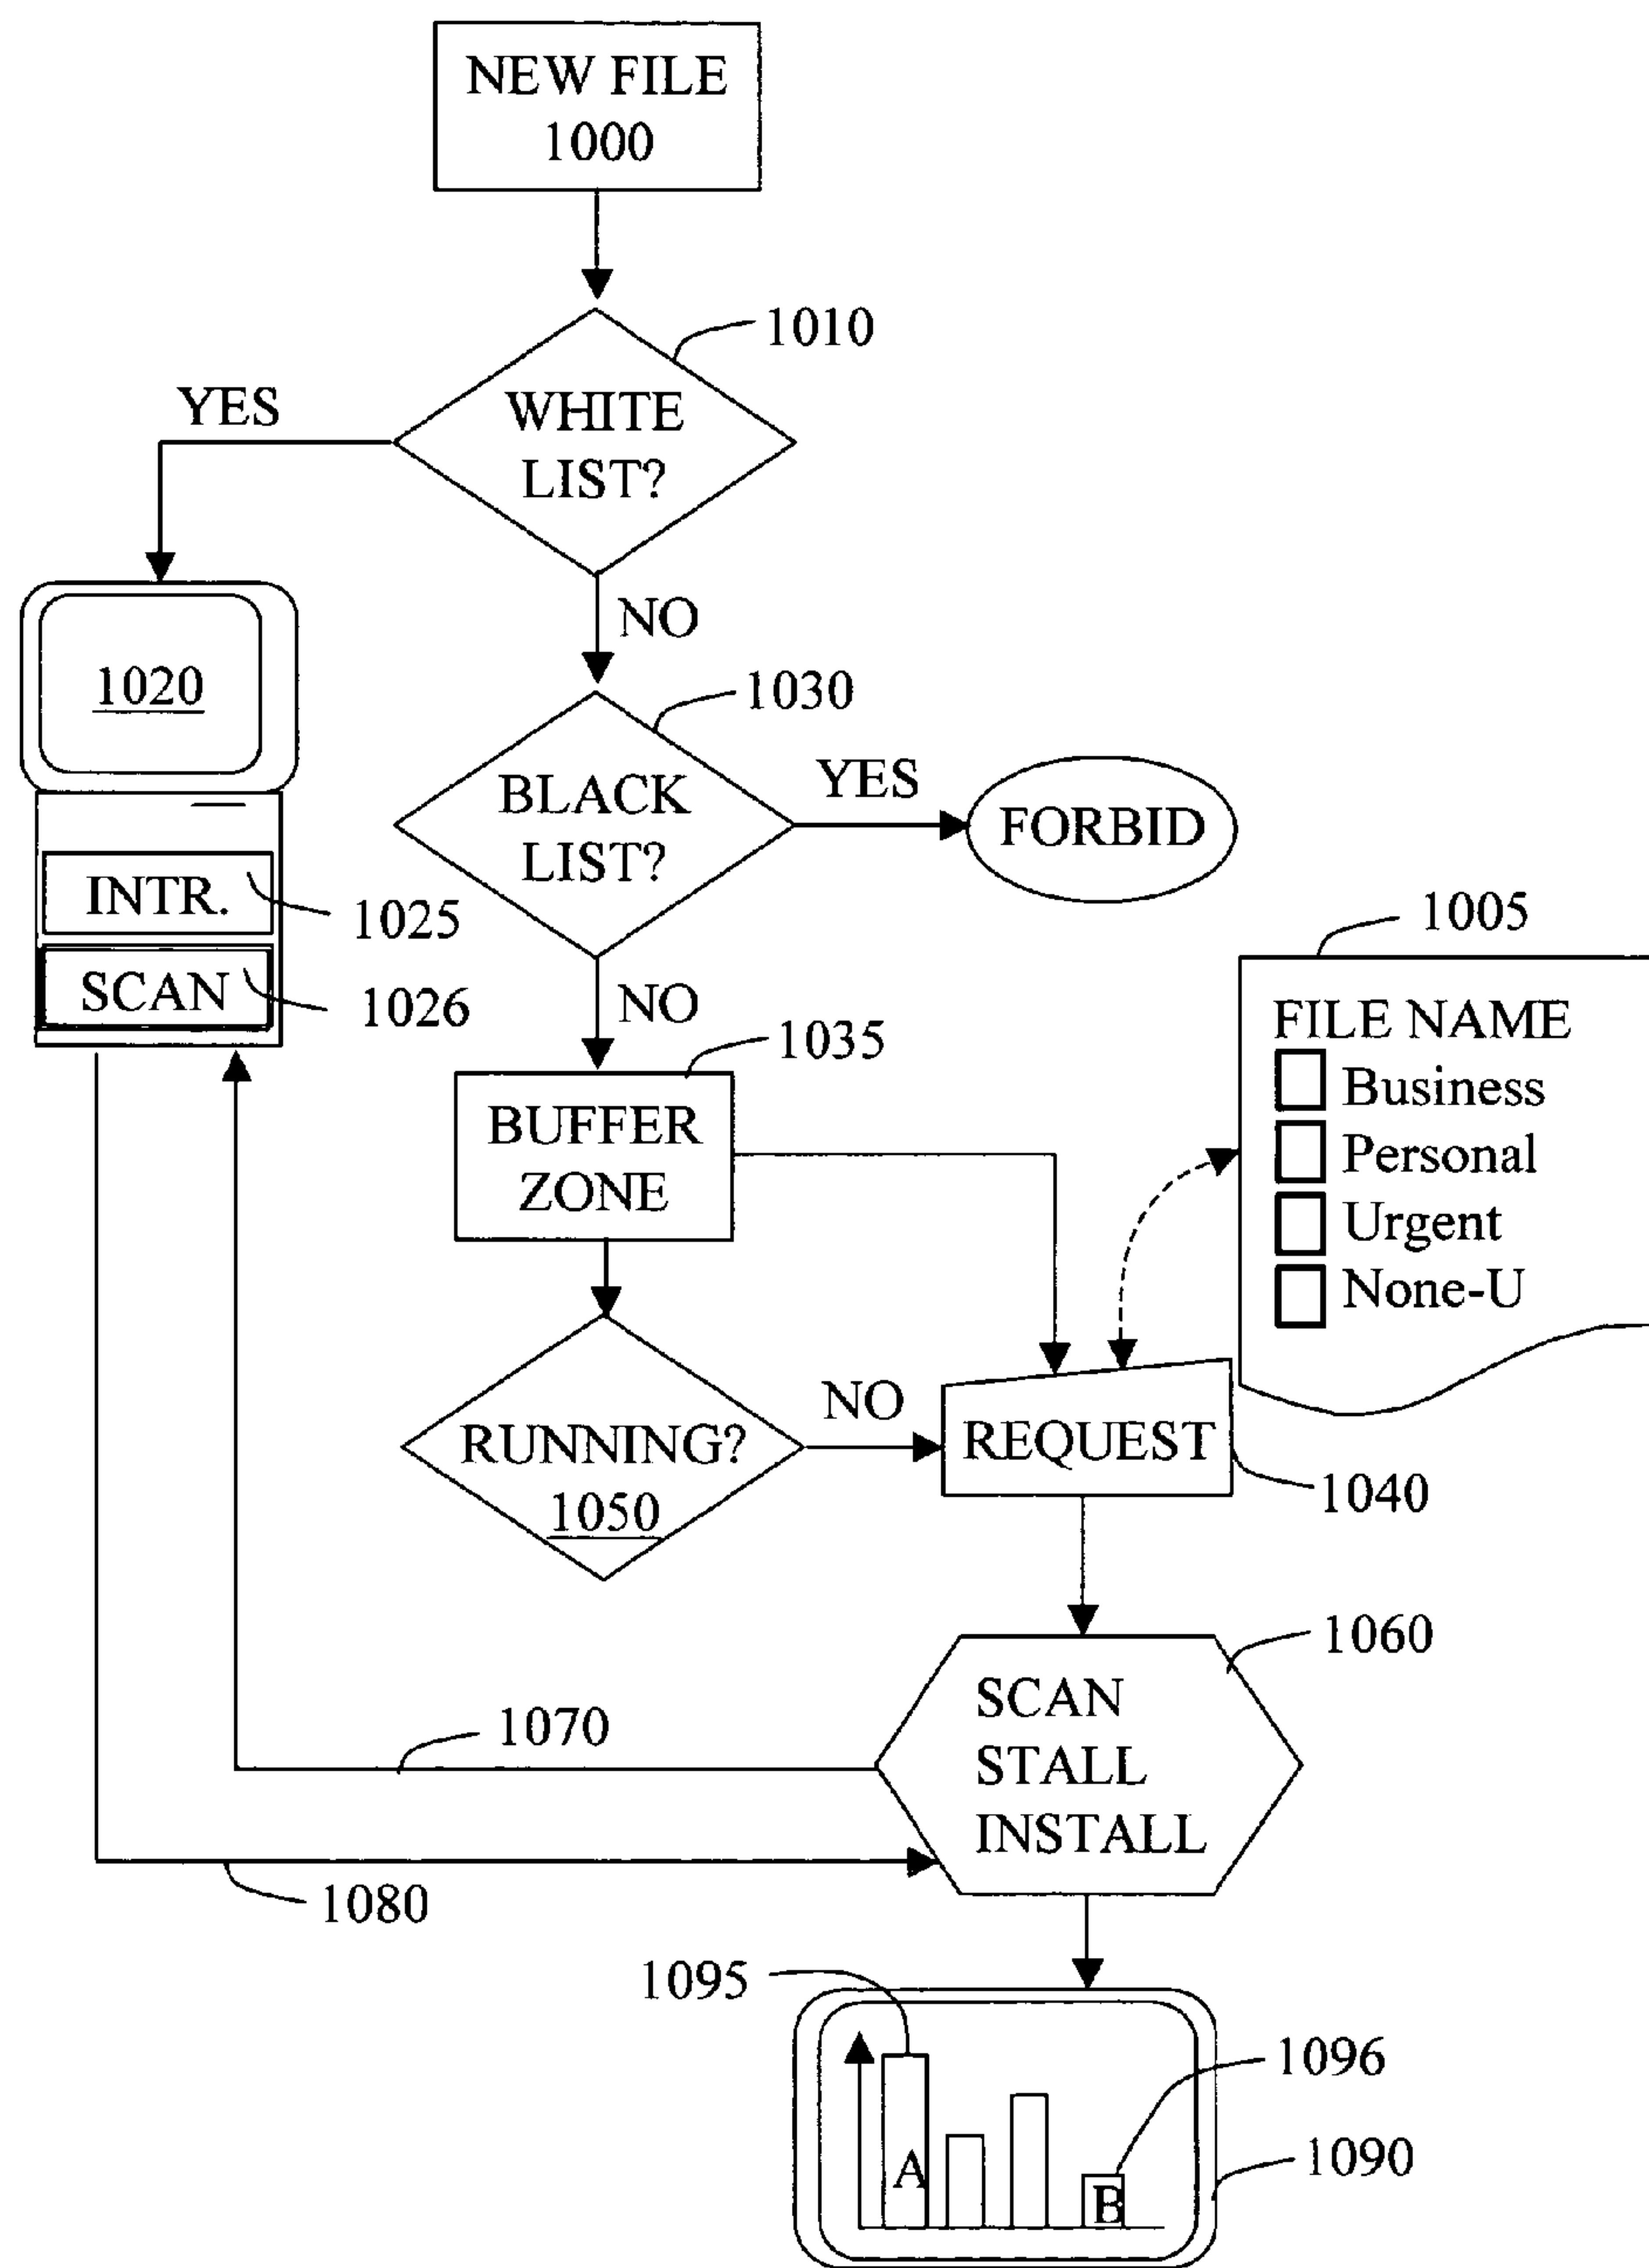 NEW FILE
1000
1010
YES
WHITE
LIST?
NO
1020
1030
BLACK
LIST?
YES
FORBID
INTR.
1025
1005
SCAN
1026
NO
FILE NAME
Business
Personal
Urgent
None-U
1035
BUFFER
ZONE
NO
RUNNING?
1050
REQUEST
1040
1060
SCAN
STALL
INSTALL
1070
1080
1095
1096
A
B
1090